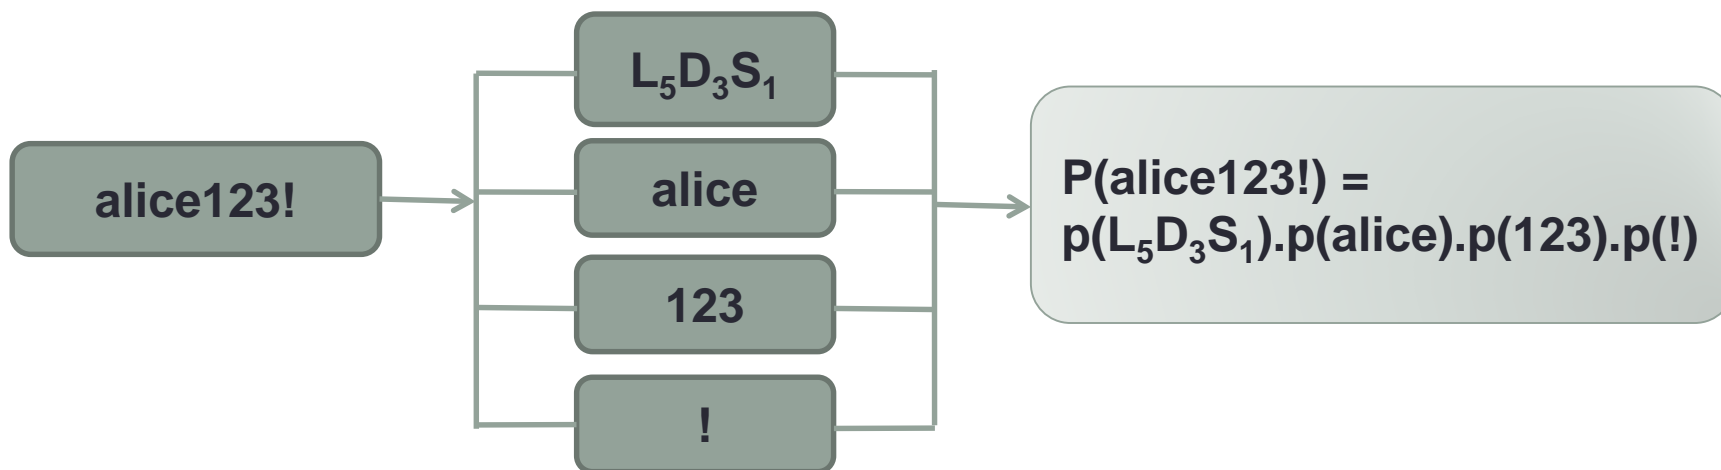 L₅D₃S₁
alice123!
alice
123
!
P(alice123!) =
p(L₅D₃S₁).p(alice).p(123).p(!)